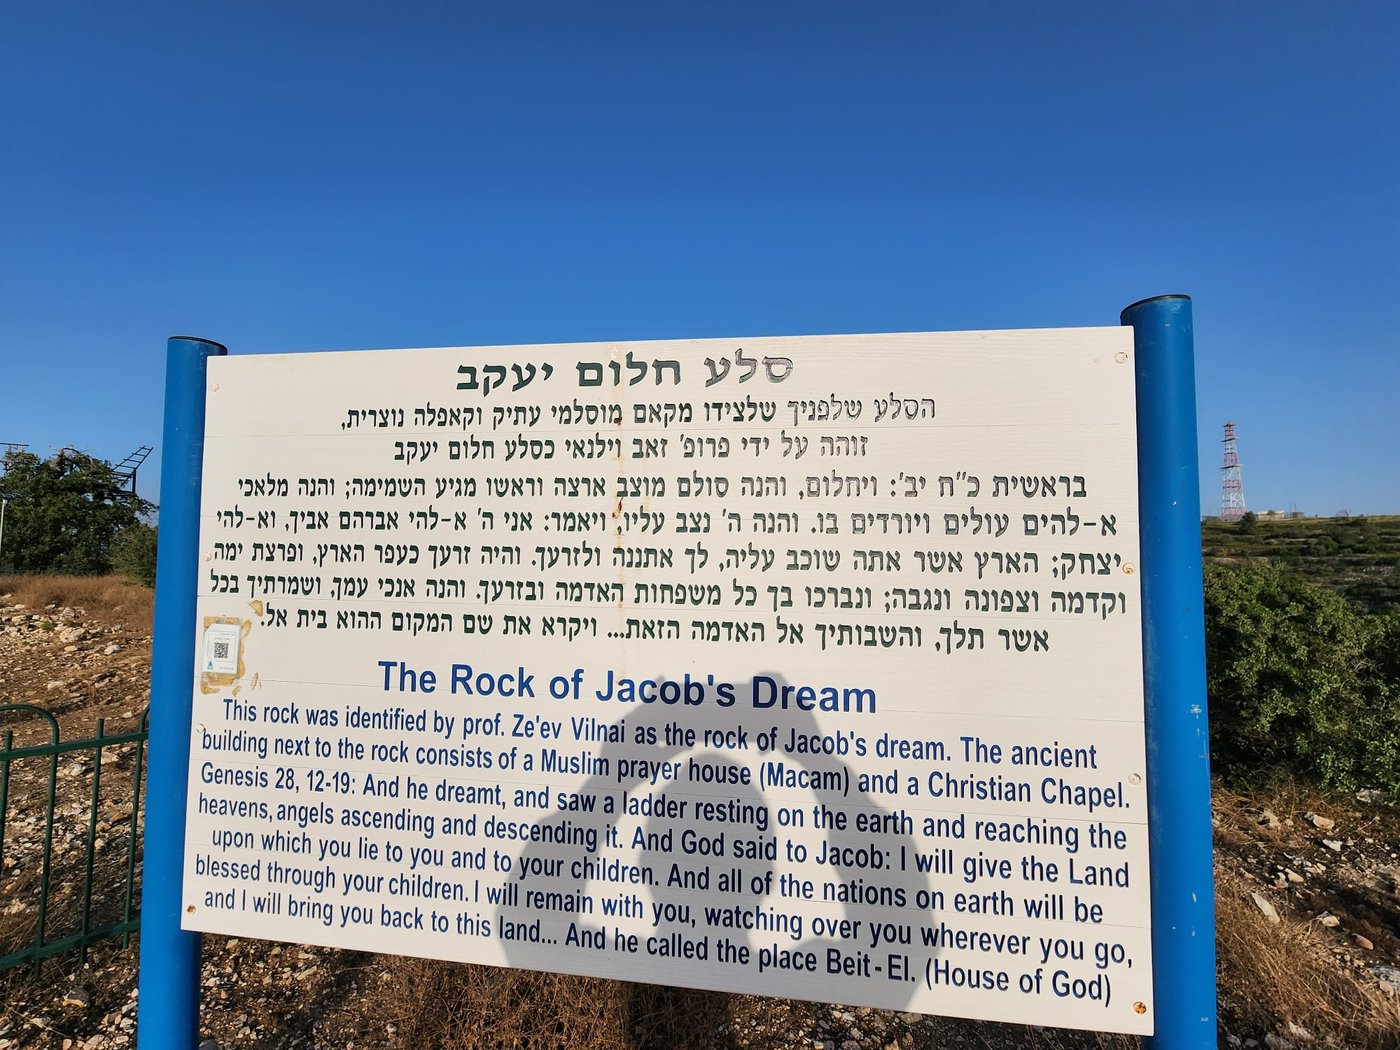 סלע חלום יעקב
הסלע שלפניך שלצידו מקאם מוסלמי עתיק וקאפלה נוצרית,
זוהה על ידי פרופ' זאב וילנאי כסלע חלום יעקב
בראשית כ"ח יב': ויחלום, והנה סולם מוצב ארצה וראשו מגיע השמימה; והנה מלאכי
א-להים עולים ויורדים בו. והנה ה' נצב עליו, ויאמר: אני ה' א-להי אברהם אביך, וא-להי
יצחק; הארץ אשר אתה שוכב עליה, לך אתננה ולזרעך. והיה זרעך כעפר הארץ, ופרצת ימה
וקדמה וצפונה ונגבה; ונברכו בך כל משפחות האדמה ובזרעך. והנה אנכי עמך, ושמרתיך בכל
אשר תלך, והשבותיך אל האדמה הזאת... ויקרא את שם המקום ההוא בית אל.
The Rock of Jacob's Dream
This rock was identified by prof. Ze'ev Vilnai as the rock of Jacob's dream. The ancient
building next to the rock consists of a Muslim prayer house (Macam) and a Christian Chapel.
Genesis 28, 12-19: And he dreamt, and saw a ladder resting on the earth and reaching the
heavens, angels ascending and descending it. And God said to Jacob: I will give the Land
upon which you lie to you and to your children. And all of the nations on earth will be
blessed through your children. I will remain with you, watching over you wherever you go,
and I will bring you back to this land... And he called the place Beit-El. (House of God)